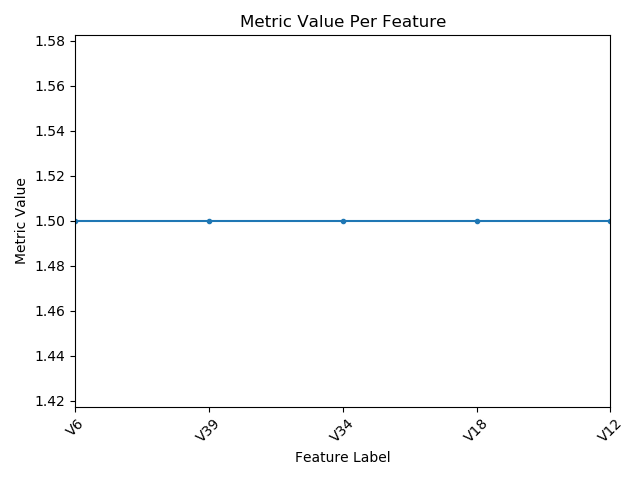 Metric Value Per Feature
1.58
1.56
1.54
1.52
1.50
1.48
1.46
1.44
1.42
Metric Value
V6
V39
V34
V18
V12
Feature Label